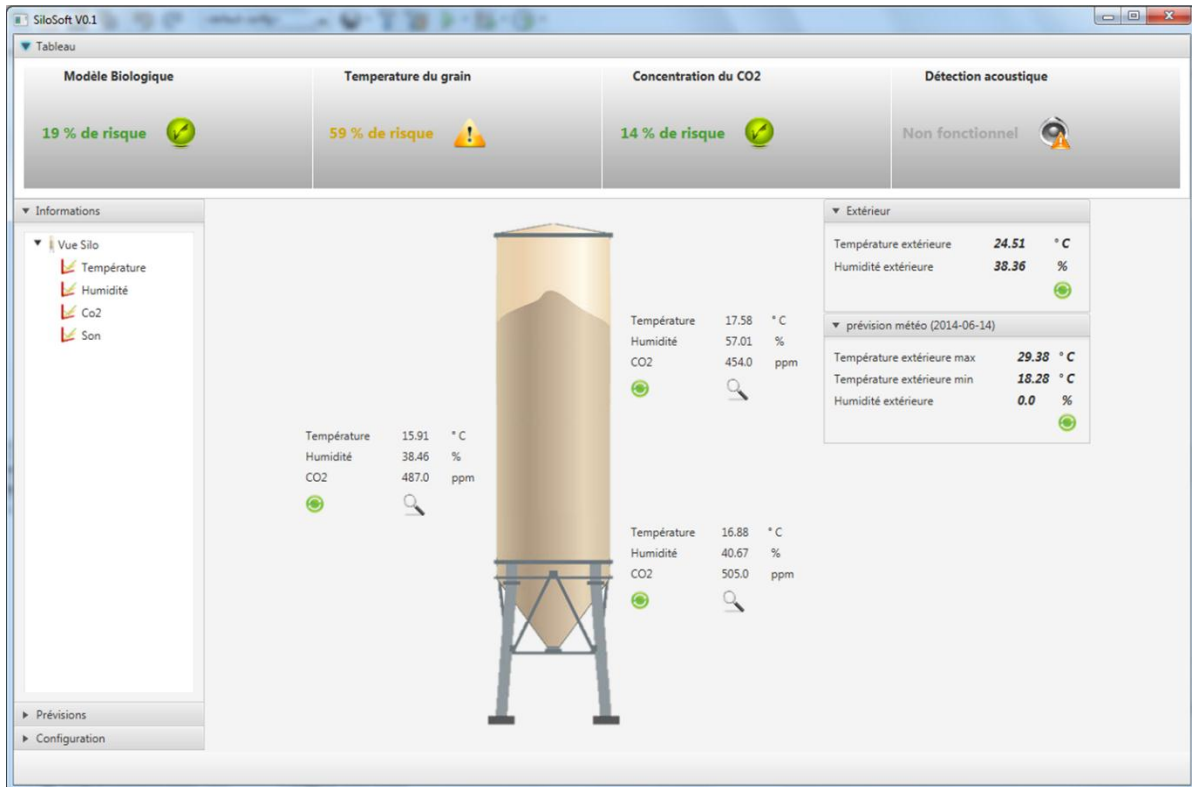 SiloSoft V0.1
Tableau
Modèle Biologique
Temperature du grain
Concentration du CO2
Détection acoustique
19 % de risque
59 % de risque
14 % de risque
Non fonctionnel
Informations
Vue Silo
Température
Humidité
Co2
Son
Prévisions
Configuration
Température 15.91 ° C
Humidité 38.46 %
CO2 487.0 ppm
Température 17.58 ° C
Humidité 57.01 %
CO2 454.0 ppm
Température 16.88 ° C
Humidité 40.67 %
CO2 505.0 ppm
Extérieur
Température extérieure 24.51 ° C
Humidité extérieure 38.36 %
prévision météo (2014-06-14)
Température extérieure max 29.38 ° C
Température extérieure min 18.28 ° C
Humidité extérieure 0.0 %